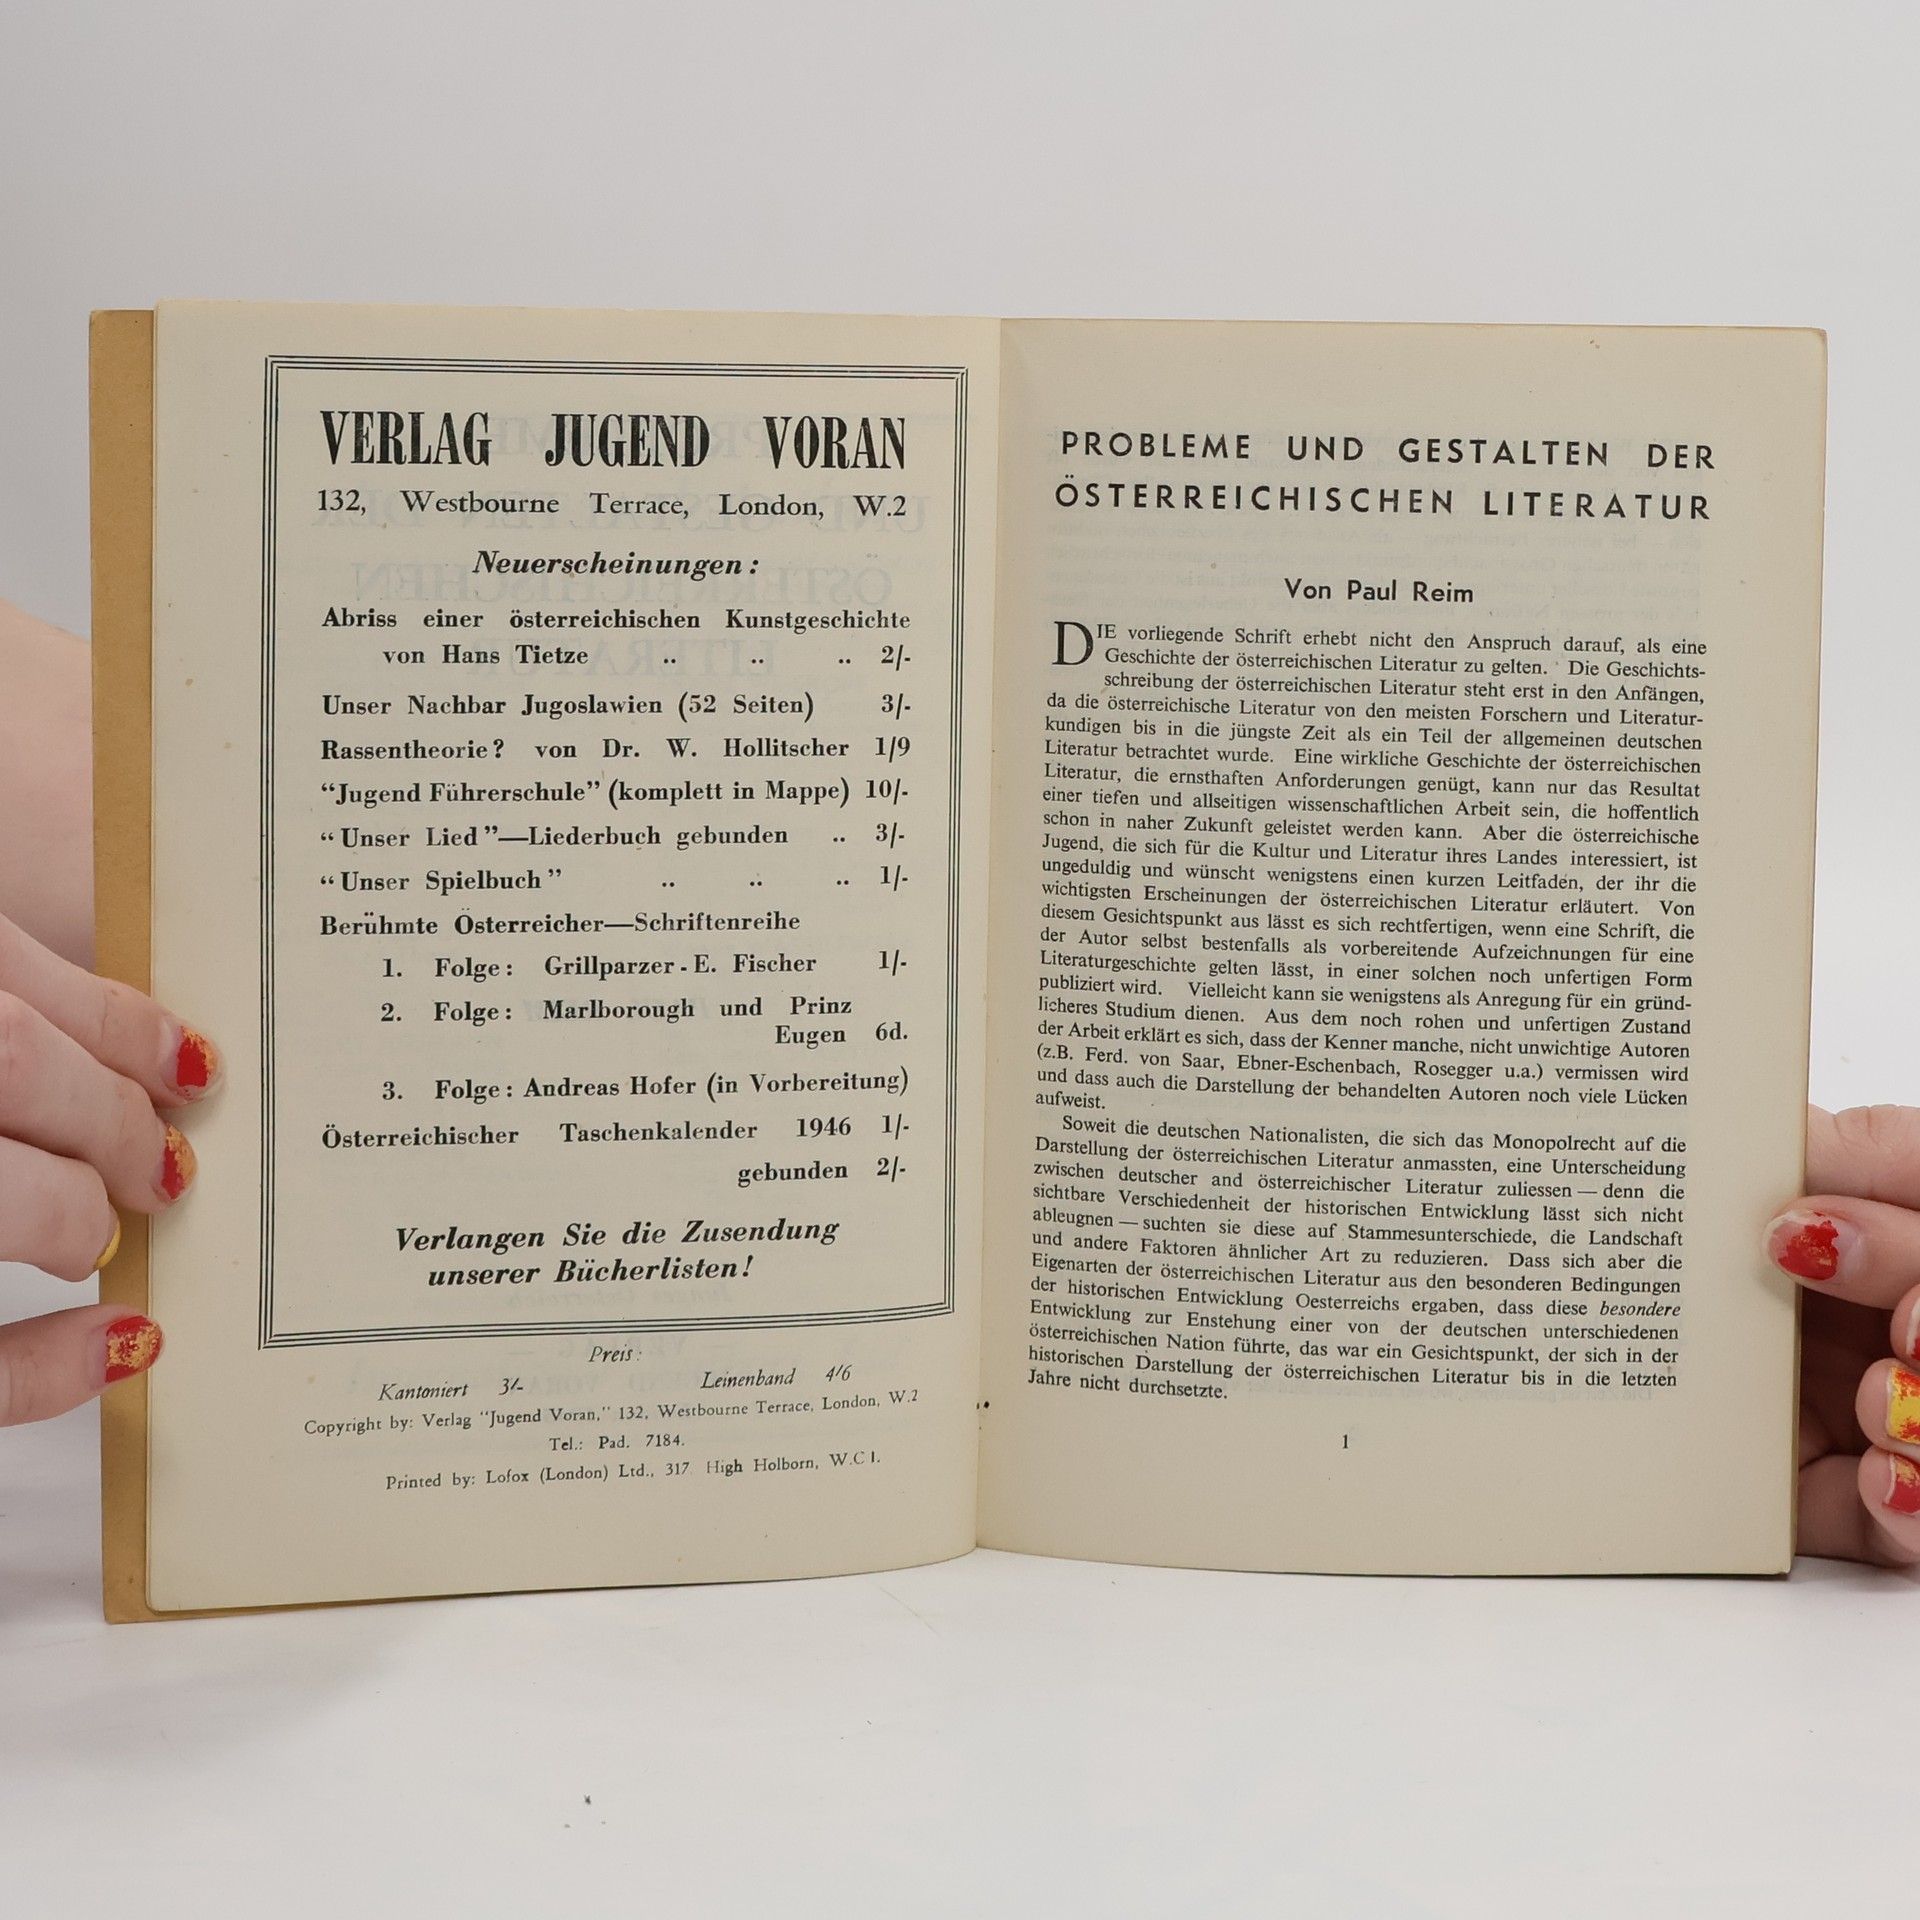 VERLAG JUGEND VORAN
132, Westbourne Terrace, London, W.2
Neuerscheinungen:
Abriss einer österreichischen Kunstgeschichte
von Hans Tietze .. .. .. 2/-
Unser Nachbar Jugoslawien (52 Seiten) 3/-
Rassentheorie? von Dr. W. Hollitscher 1/9
"Jugend Führerschule" (komplett in Mappe) 10/-
"Unser Lied"—Liederbuch gebunden .. 3/-
"Unser Spielbuch" .. .. .. 1/-
Berühmte Österreicher—Schriftenreihe
1. Folge: Grillparzer - E. Fischer 1/-
2. Folge: Marlborough und Prinz
Eugen 6d.
3. Folge: Andreas Hofer (in Vorbereitung)
Österreichischer Taschenkalender 1946 1/-
gebunden 2/-
Verlangen Sie die Zusendung
unserer Bücherlisten!
Preis:
Kantoniert 3/- Leinenband 4/6
Copyright by: Verlag "Jugend Voran," 132, Westbourne Terrace, London, W.2
Tel.: Pad. 7184.
Printed by: Lofox (London) Ltd., 317 High Holborn, W.C 1.
PROBLEME UND GESTALTEN DER
ÖSTERREICHISCHEN LITERATUR
Von Paul Reim
DIE vorliegende Schrift erhebt nicht den Anspruch darauf, als eine
Geschichte der österreichischen Literatur zu gelten. Die Geschichts-
schreibung der österreichischen Literatur steht erst in den Anfängen,
da die österreichische Literatur von den meisten Forschern und Literatur-
kundigen bis in die jüngste Zeit als ein Teil der allgemeinen deutschen
Literatur betrachtet wurde. Eine wirkliche Geschichte der österreichischen
Literatur, die ernsthaften Anforderungen genügt, kann nur das Resultat
einer tiefen und allseitigen wissenschaftlichen Arbeit sein, die hoffentlich
schon in naher Zukunft geleistet werden kann. Aber die österreichische
Jugend, die sich für die Kultur und Literatur ihres Landes interessiert, ist
ungeduldig und wünscht wenigstens einen kurzen Leitfaden, der ihr die
wichtigsten Erscheinungen der österreichischen Literatur erläutert. Von
diesem Gesichtspunkt aus lässt es sich rechtfertigen, wenn eine Schrift, die
der Autor selbst bestenfalls als vorbereitende Aufzeichnungen für eine
Literaturgeschichte gelten lässt, in einer solchen noch unfertigen Form
publiziert wird. Vielleicht kann sie wenigstens als Anregung für ein gründ-
licheres Studium dienen. Aus dem noch rohen und unfertigen Zustand
der Arbeit erklärt es sich, dass der Kenner manche, nicht unwichtige Autoren
(z.B. Ferd. von Saar, Ebner-Eschenbach, Rosegger u.a.) vermissen wird
und dass auch die Darstellung der behandelten Autoren noch viele Lücken
aufweist.
Soweit die deutschen Nationalisten, die sich das Monopolrecht auf die
Darstellung der österreichischen Literatur anmassten, eine Unterscheidung
zwischen deutscher and österreichischer Literatur zuliessen — denn die
sichtbare Verschiedenheit der historischen Entwicklung lässt sich nicht
ableugnen — suchten sie diese auf Stammesunterschiede, die Landschaft
und andere Faktoren ähnlicher Art zu reduzieren. Dass sich aber die
Eigenarten der österreichischen Literatur aus den besonderen Bedingungen
der historischen Entwicklung Oesterreichs ergaben, dass diese besondere
Entwicklung zur Enstehung einer von der deutschen unterschiedenen
österreichischen Nation führte, das war ein Gesichtspunkt, der sich in der
historischen Darstellung der österreichischen Literatur bis in die letzten
Jahre nicht durchsetzte.
1